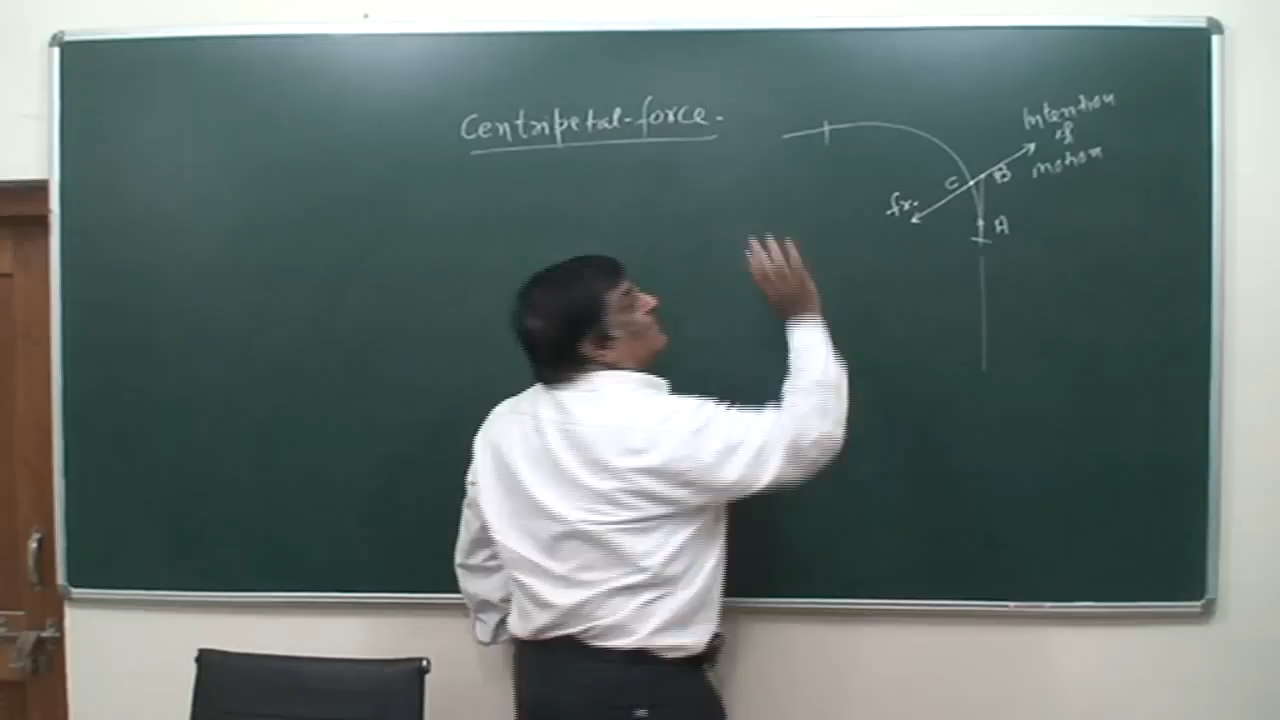 Centripetal force.
Intention
of
motion
C
B
fr.
A